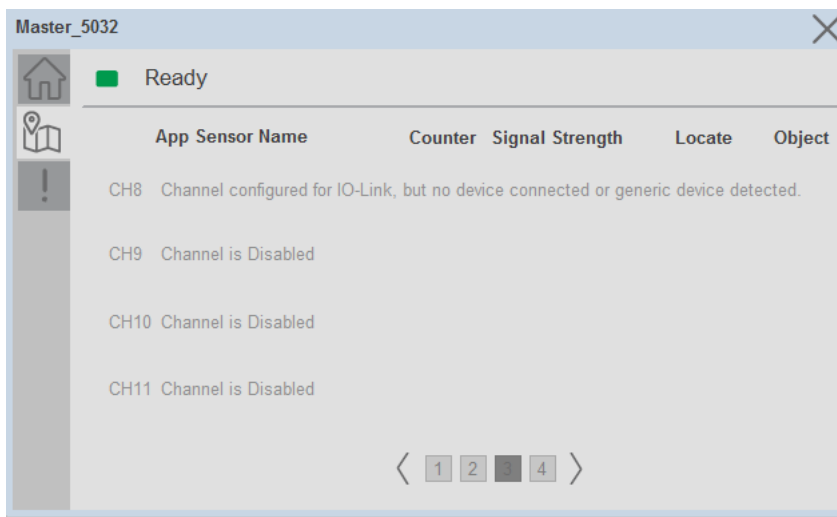 Master_5032
Ready
App Sensor Name Counter Signal Strength Locate Object
CH8 Channel configured for IO-Link, but no device connected or generic device detected.
CH9 Channel is Disabled
CH10 Channel is Disabled
CH11 Channel is Disabled
1 2 3 4